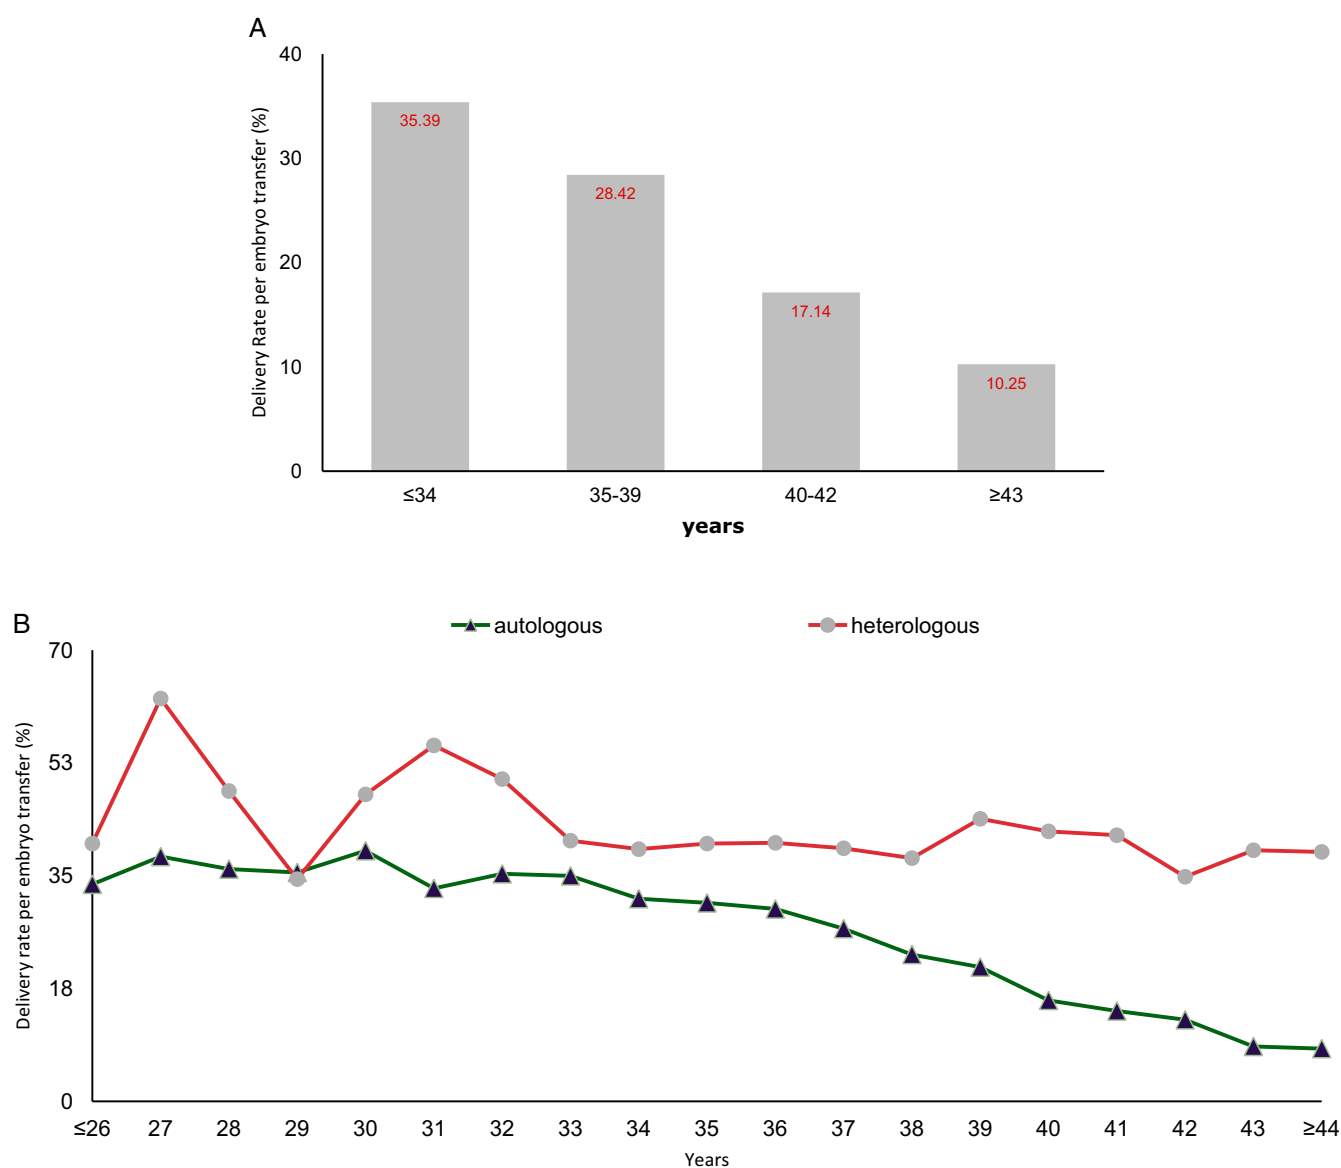 A
Delivery Rate per embryo transfer (%)
40
30
20
10
0
35.39
28.42
17.14
10.25
≤34 35-39 40-42 ≥43
years
B
autologous heterologous
Delivery rate per embryo transfer (%)
70
53
35
18
0
≤26 27 28 29 30 31 32 33 34 35 36 37 38 39 40 41 42 43 ≥44
Years